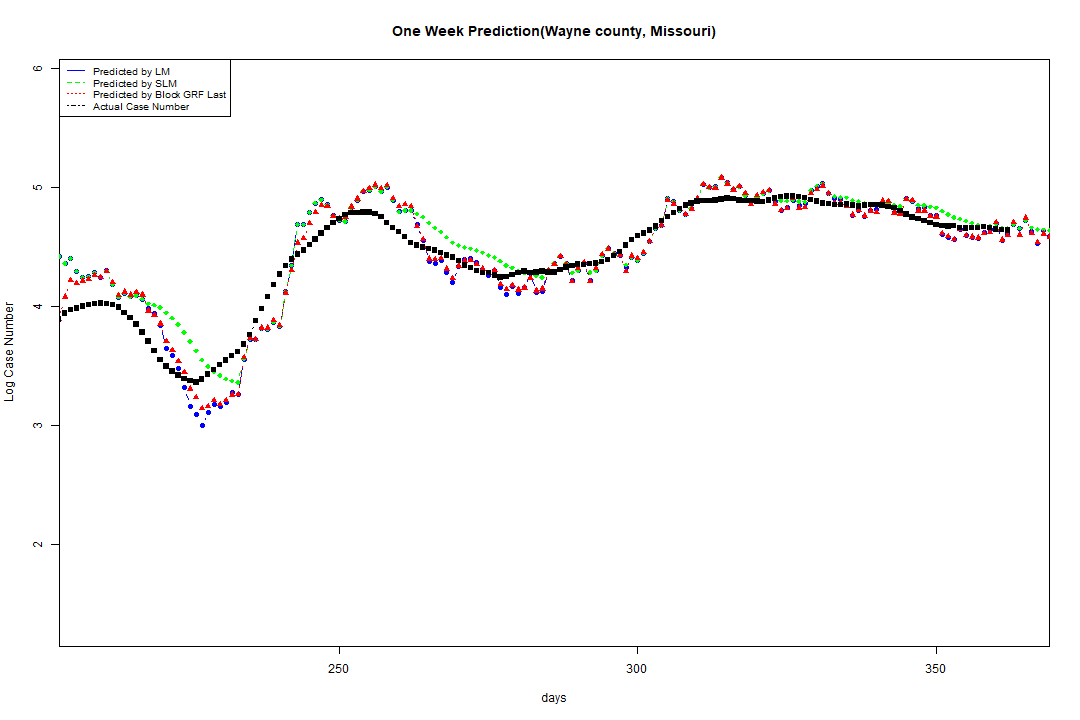 One Week Prediction(Wayne county, Missouri)
Predicted by LM
Predicted by SLM
Predicted by Block GRF Last
Actual Case Number
6
5
4
3
2
Log Case Number
250
300
350
days